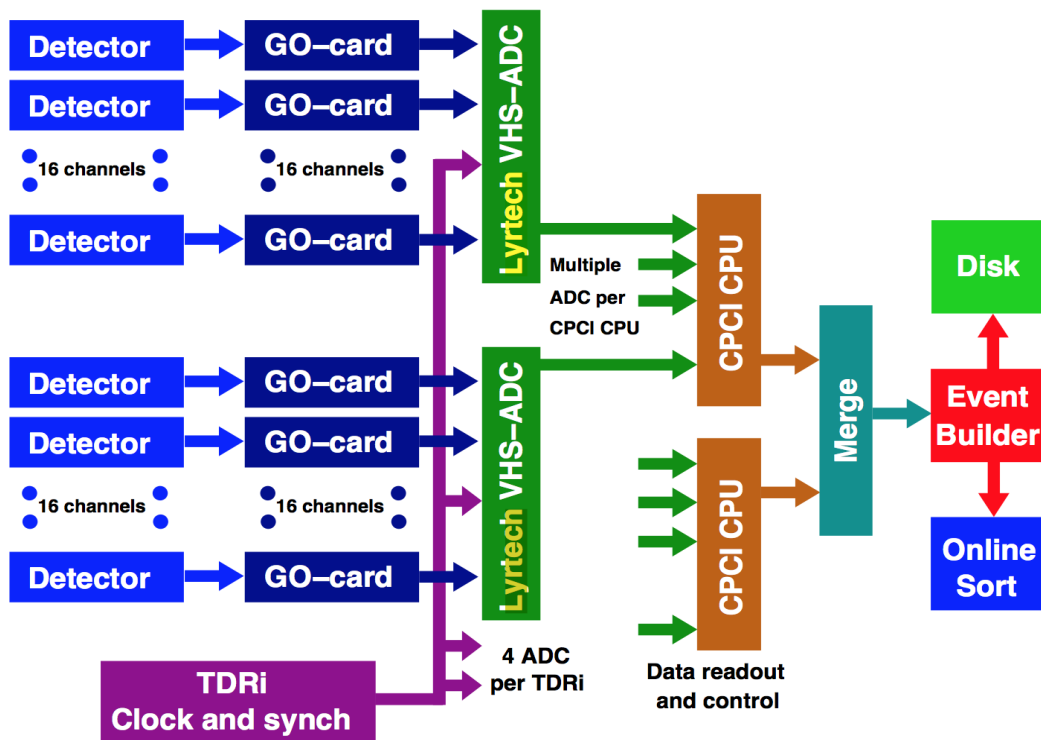 Detector
GO–card
Detector
GO–card
16 channels
16 channels
Detector
GO–card
Lyrtech VHS–ADC
Multiple
ADC per
CPCI CPU
CPCI CPU
Detector
GO–card
Detector
GO–card
16 channels
16 channels
Detector
GO–card
Lyrtech VHS–ADC
CPCI CPU
Merge
Disk
Event
Builder
Online
Sort
TDRi
Clock and synch
4 ADC
per TDRi
Data readout
and control